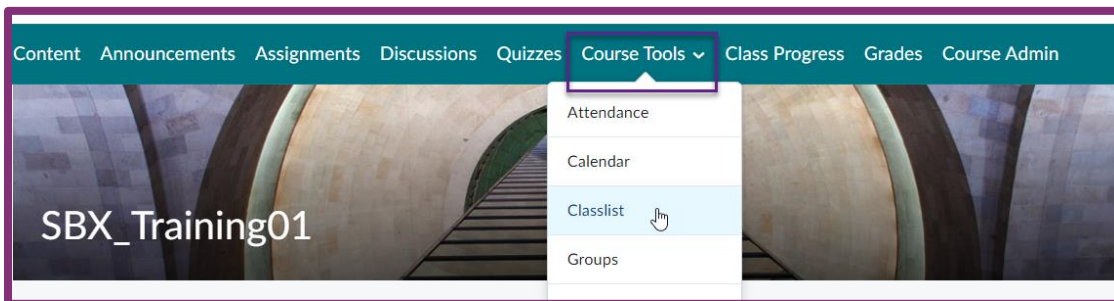 Content Announcements Assignments Discussions Quizzes Course Tools Class Progress Grades Course Admin
Attendance
Calendar
Classlist
Groups
SBX_Training01